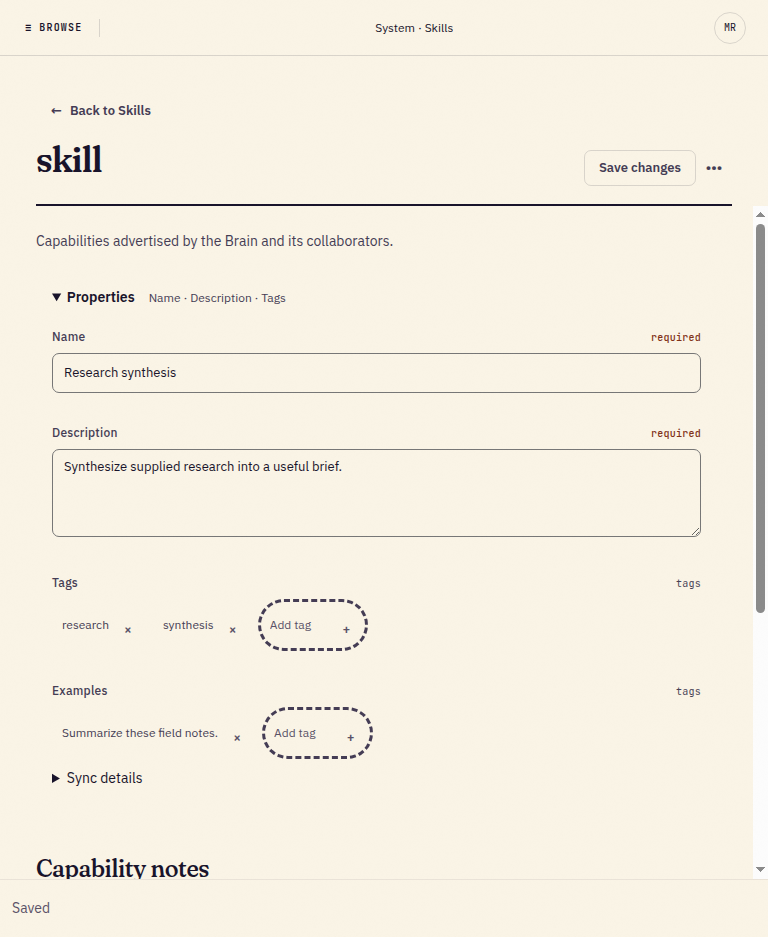 ≡ BROWSE
System · Skills
MR
← Back to Skills
skill
Save changes
•••
Capabilities advertised by the Brain and its collaborators.
▼ Properties Name · Description · Tags
Name required
Research synthesis
Description required
Synthesize supplied research into a useful brief.
Tags tags
research × synthesis × Add tag +
Examples tags
Summarize these field notes. × Add tag +
▶ Sync details
Capability notes
Saved